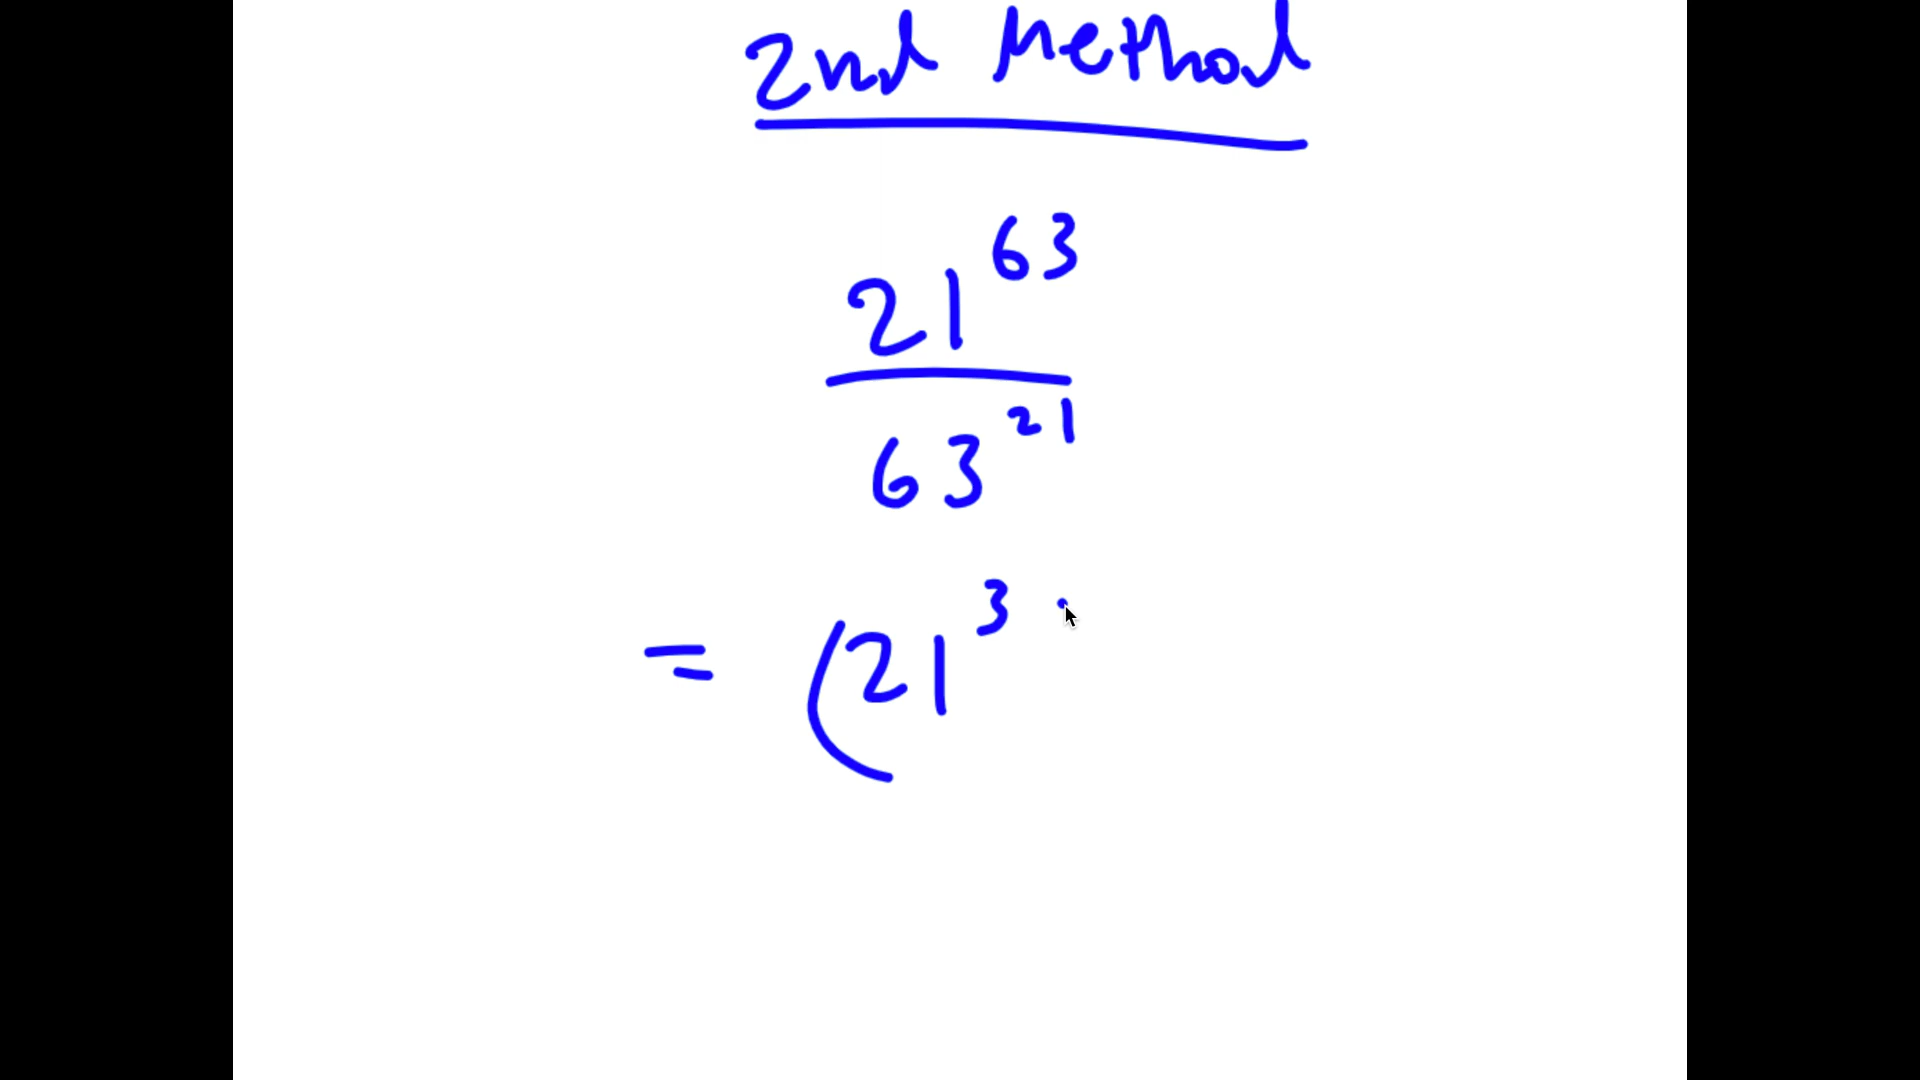 2nd Method
21^63
63^21
= (21^3 .